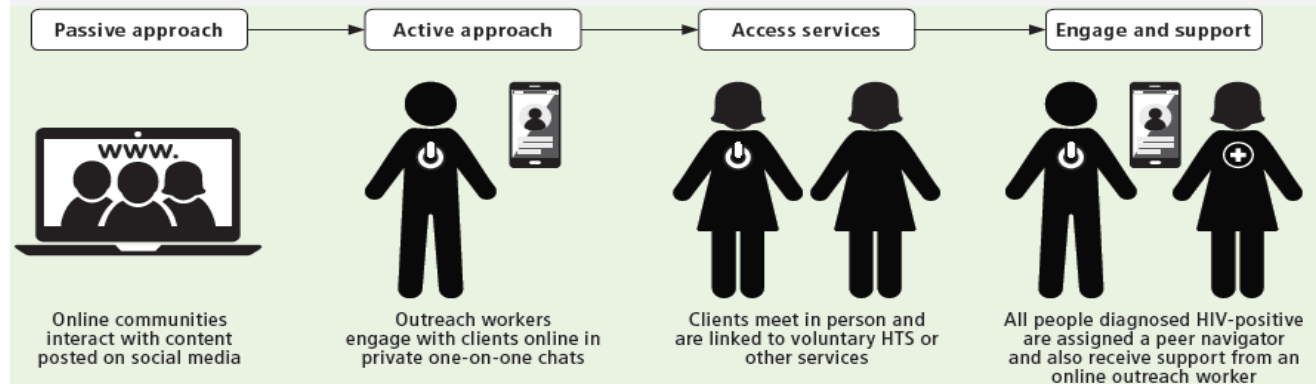 Passive approach
Active approach
Access services
Engage and support
www.
Online communities
interact with content
posted on social media
Outreach workers
engage with clients online in
private one-on-one chats
Clients meet in person and
are linked to voluntary HTS or
other services
All people diagnosed HIV-positive
are assigned a peer navigator
and also receive support from an
online outreach worker